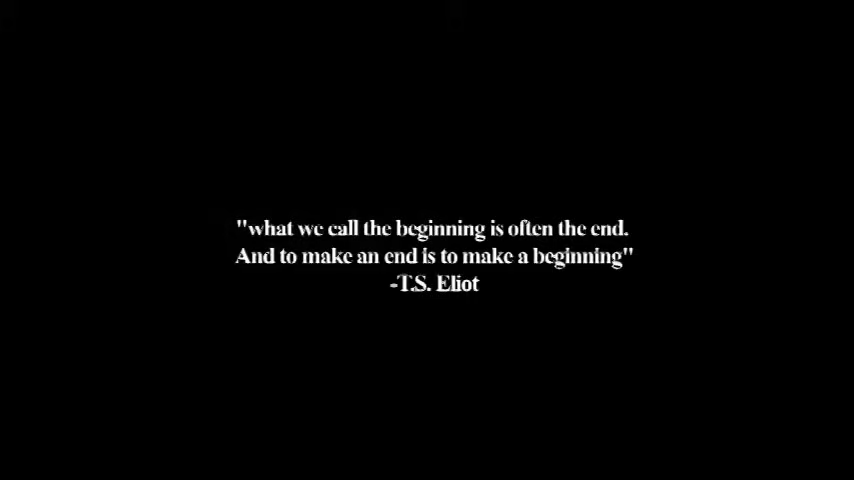 "what we call the beginning is often the end.
And to make an end is to make a beginning"
-T.S. Eliot